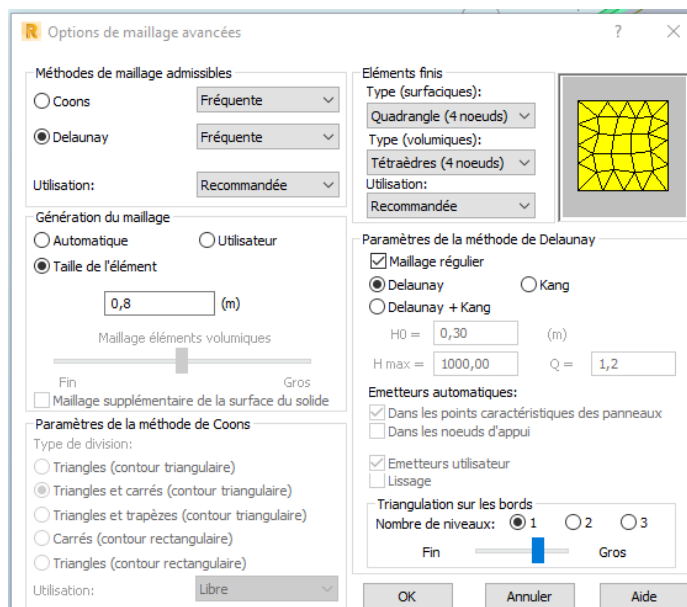 R Options de maillage avancées ? X
Méthodes de maillage admissibles
Coons Fréquente
Delaunay Fréquente
Utilisation: Recommandée
Génération du maillage
Automatique Utilisateur
Taille de l'élément
0,8 (m)
Maillage éléments volumiques
Fin Gros
Maillage supplémentaire de la surface du solide
Paramètres de la méthode de Coons
Type de division:
Triangles (contour triangulaire)
Triangles et carrés (contour triangulaire)
Triangles et trapèzes (contour triangulaire)
Carrés (contour rectangulaire)
Triangles (contour rectangulaire)
Utilisation: Libre
Eléments finis
Type (surfaciques):
Quadrangle (4 noeuds)
Type (volumiques):
Tétraèdres (4 noeuds)
Utilisation:
Recommandée
Paramètres de la méthode de Delaunay
Maillage régulier
Delaunay Kang
Delaunay + Kang
H0 = 0,30 (m)
H max = 1000,00 Q = 1,2
Emetteurs automatiques:
Dans les points caractéristiques des panneaux
Dans les noeuds d'appui
Emetteurs utilisateur
Lissage
Triangulation sur les bords
Nombre de niveaux: 1 2 3
Fin Gros
OK Annuler Aide